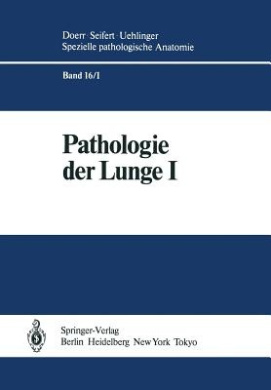 Doerr-Seifert-Uehlinger
Spezielle pathologische Anatomie
Band 16/I
Pathologie
der Lunge I
Springer-Verlag
Berlin Heidelberg New York Tokyo